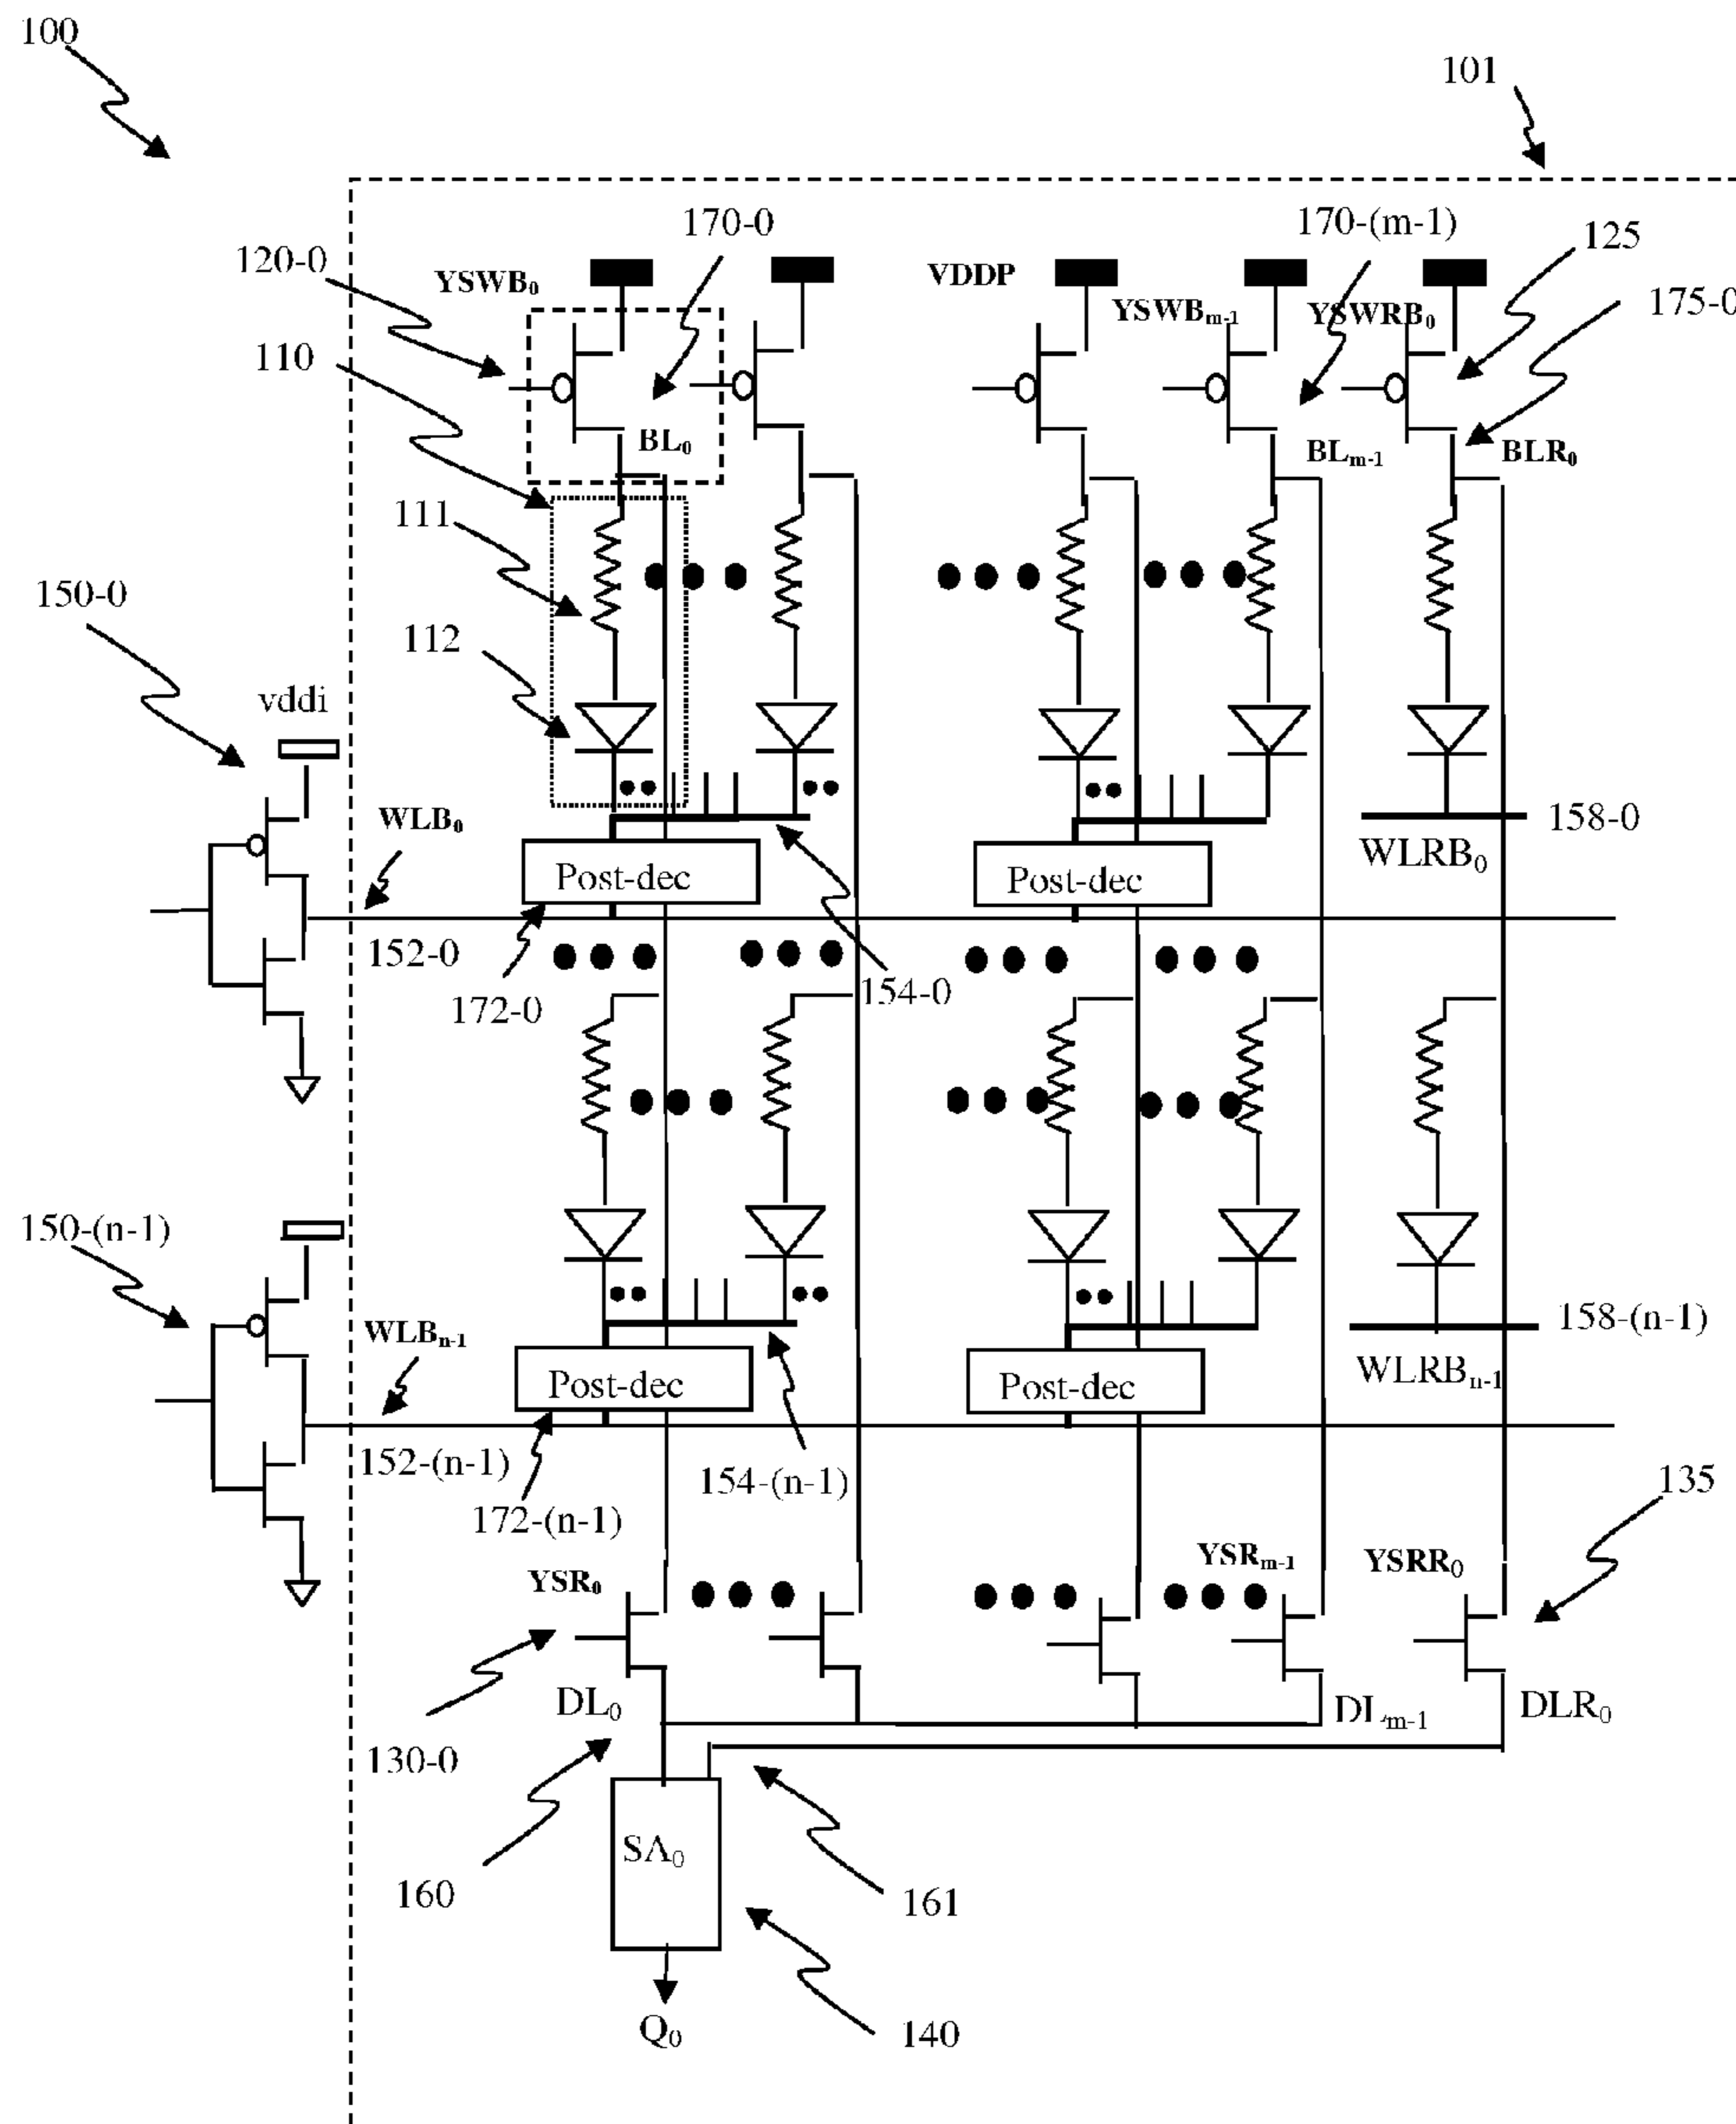 100
101
170-0
170-(m-1)
125
120-0
YSWB₀
VDDP
YSWBₘ₋₁
YSWRB₀
175-0
110
BL₀
BLₘ₋₁
BLR₀
111
150-0
112
vddi
WLB₀
158-0
WLRB₀
Post-dec
Post-dec
152-0
172-0
154-0
150-(n-1)
WLBₙ₋₁
158-(n-1)
WLRBₙ₋₁
Post-dec
Post-dec
152-(n-1)
154-(n-1)
172-(n-1)
135
YSR₀
YSRₘ₋₁
YSRR₀
DL₀
DLₘ₋₁
DLR₀
130-0
SA₀
160
161
Q₀
140